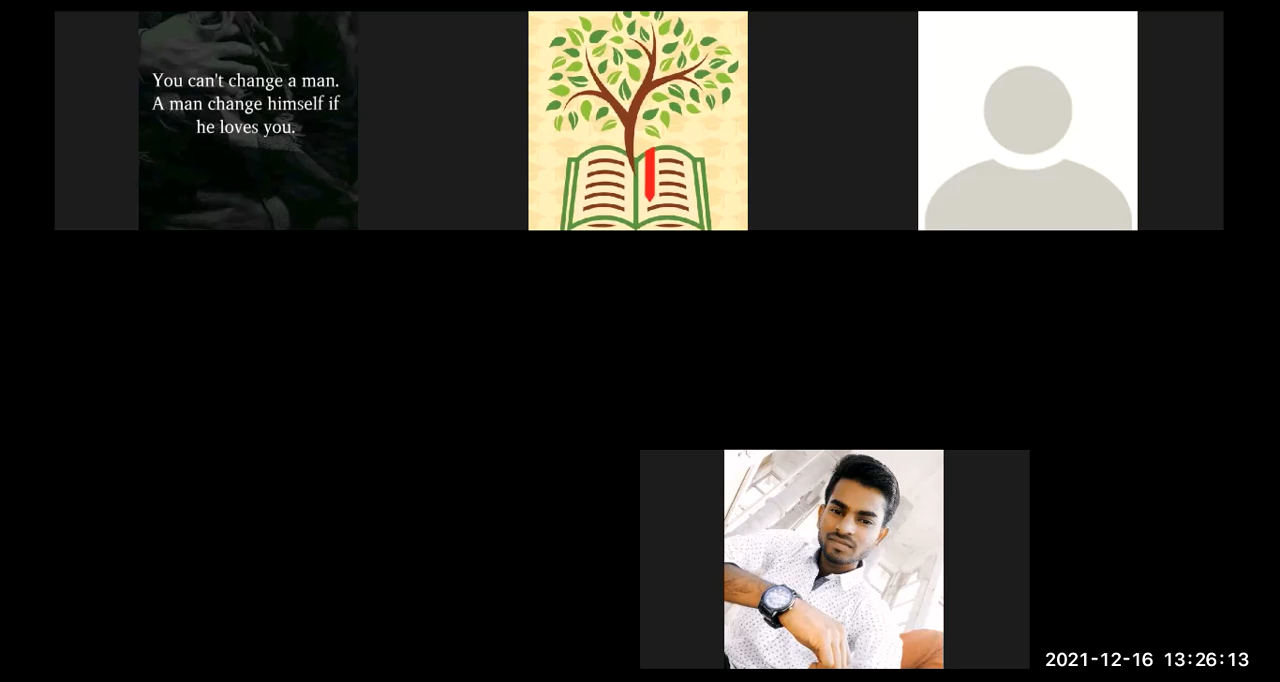 You can't change a man.
A man change himself if
he loves you.
2021-12-16 13:26:13